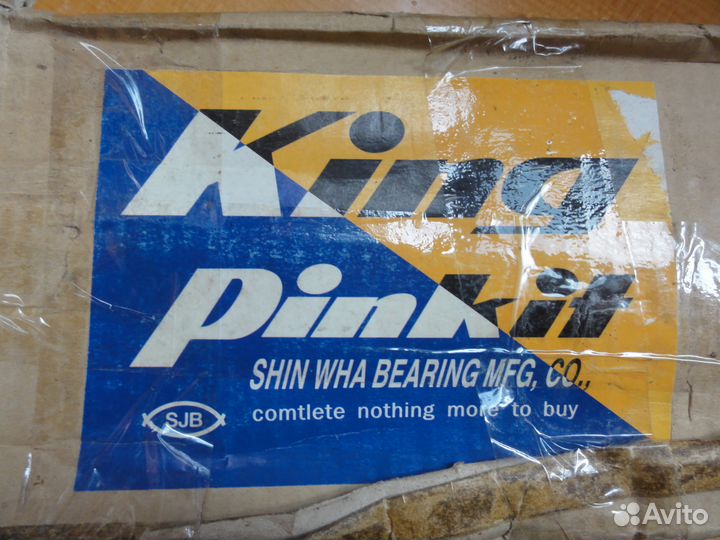 King
Pinkit
SHIN WHA BEARING MFG, CO.,
SJB
comtlete nothing more to buy
Avito